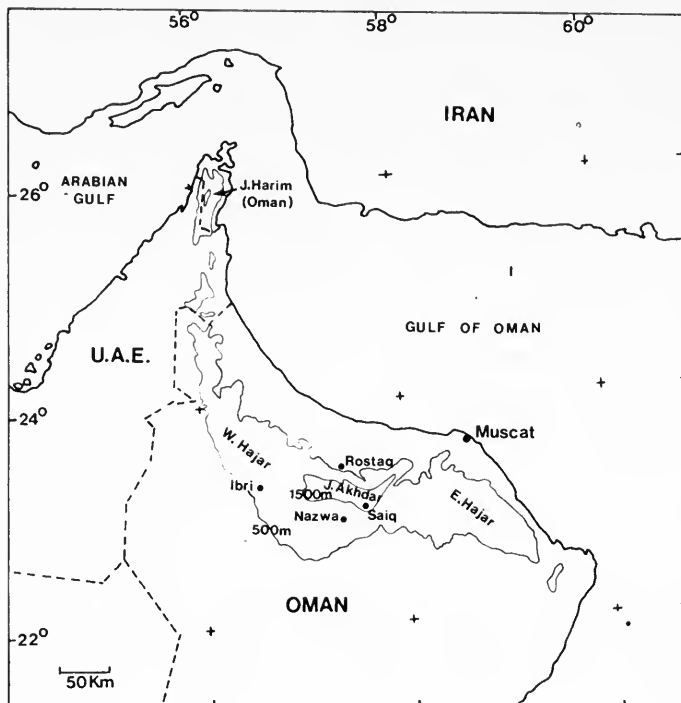 56° 58° 60°
IRAN
ARABIAN
GULF
26°
J.Harim
(Oman)
GULF OF OMAN
U.A.E.
24°
Muscat
W. Hajar
Rostaq
Ibri
1500m
J.Akhdar
E.Hajar
Nazwa
Saiq
500m
OMAN
22°
50Km